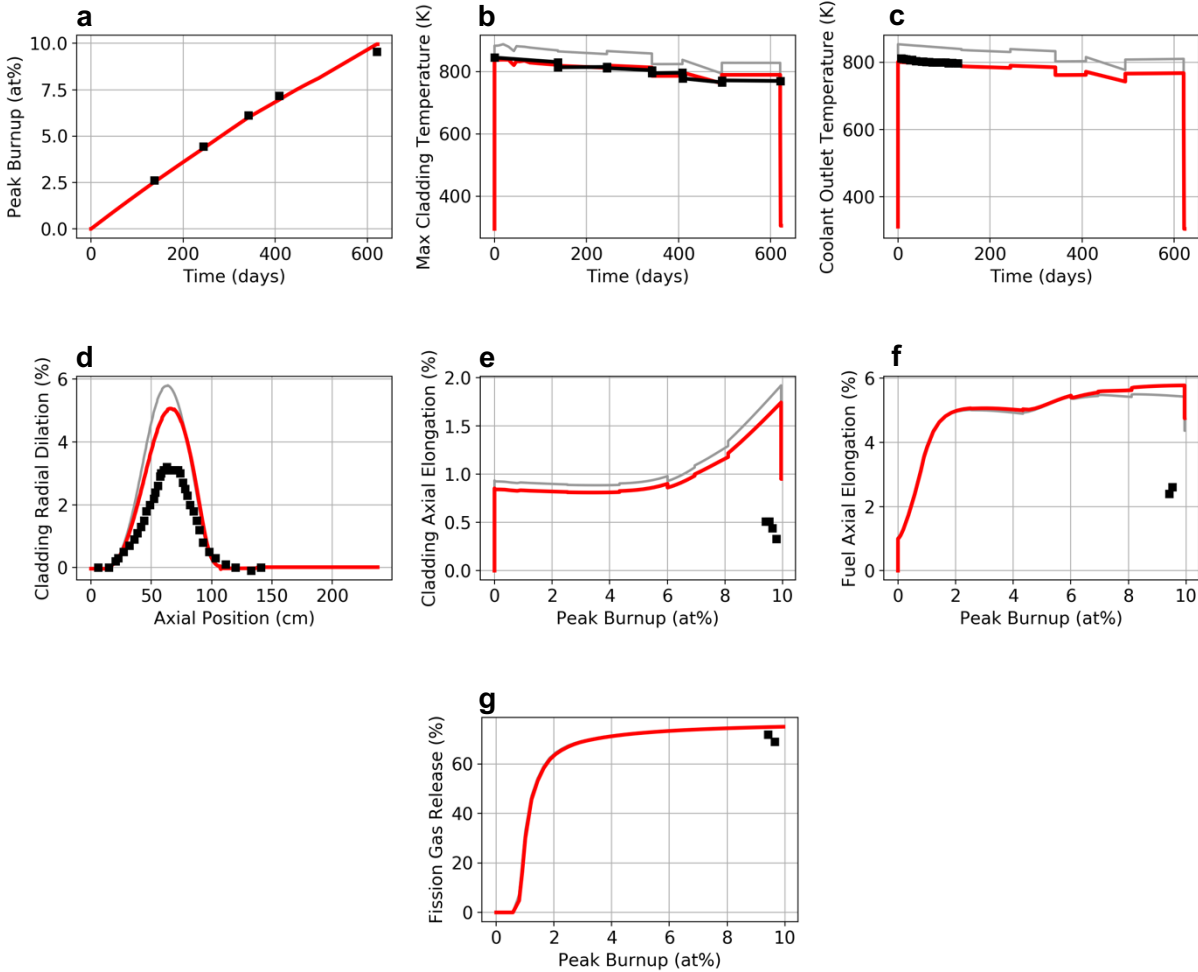 a
b
c
Peak Burnup (at%)
10.0
7.5
5.0
2.5
0.0
0 200 400 600
Time (days)
Max Cladding Temperature (K)
800
600
400
0 200 400 600
Time (days)
Coolant Outlet Temperature (K)
800
600
400
0 200 400 600
Time (days)
d
e
f
Cladding Radial Dilation (%)
6
4
2
0
0 50 100 150 200
Axial Position (cm)
Cladding Axial Elongation (%)
2.0
1.5
1.0
0.5
0.0
0 2 4 6 8 10
Peak Burnup (at%)
Fuel Axial Elongation (%)
6
4
2
0
0 2 4 6 8 10
Peak Burnup (at%)
g
Fission Gas Release (%)
60
40
20
0
0 2 4 6 8 10
Peak Burnup (at%)